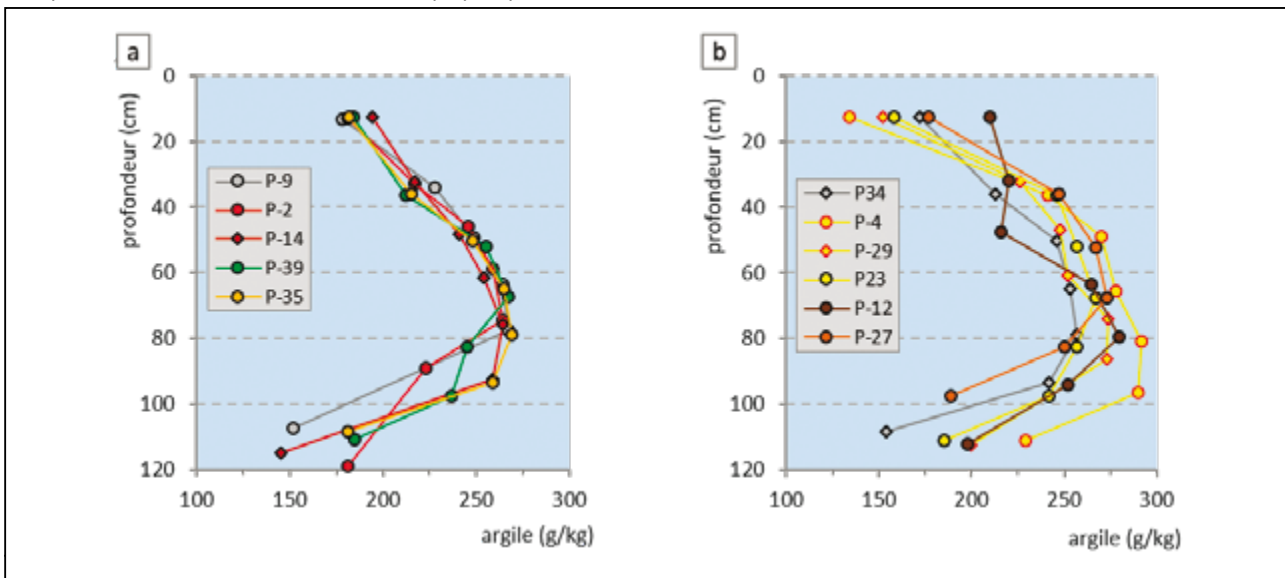 a
0
20
40
60
80
100
120
profondeur (cm)
P-9
P-2
P-14
P-39
P-35
100 150 200 250 300
argile (g/kg)
b
0
20
40
60
80
100
120
profondeur (cm)
P34
P-4
P-29
P23
P-12
P-27
100 150 200 250 300
argile (g/kg)